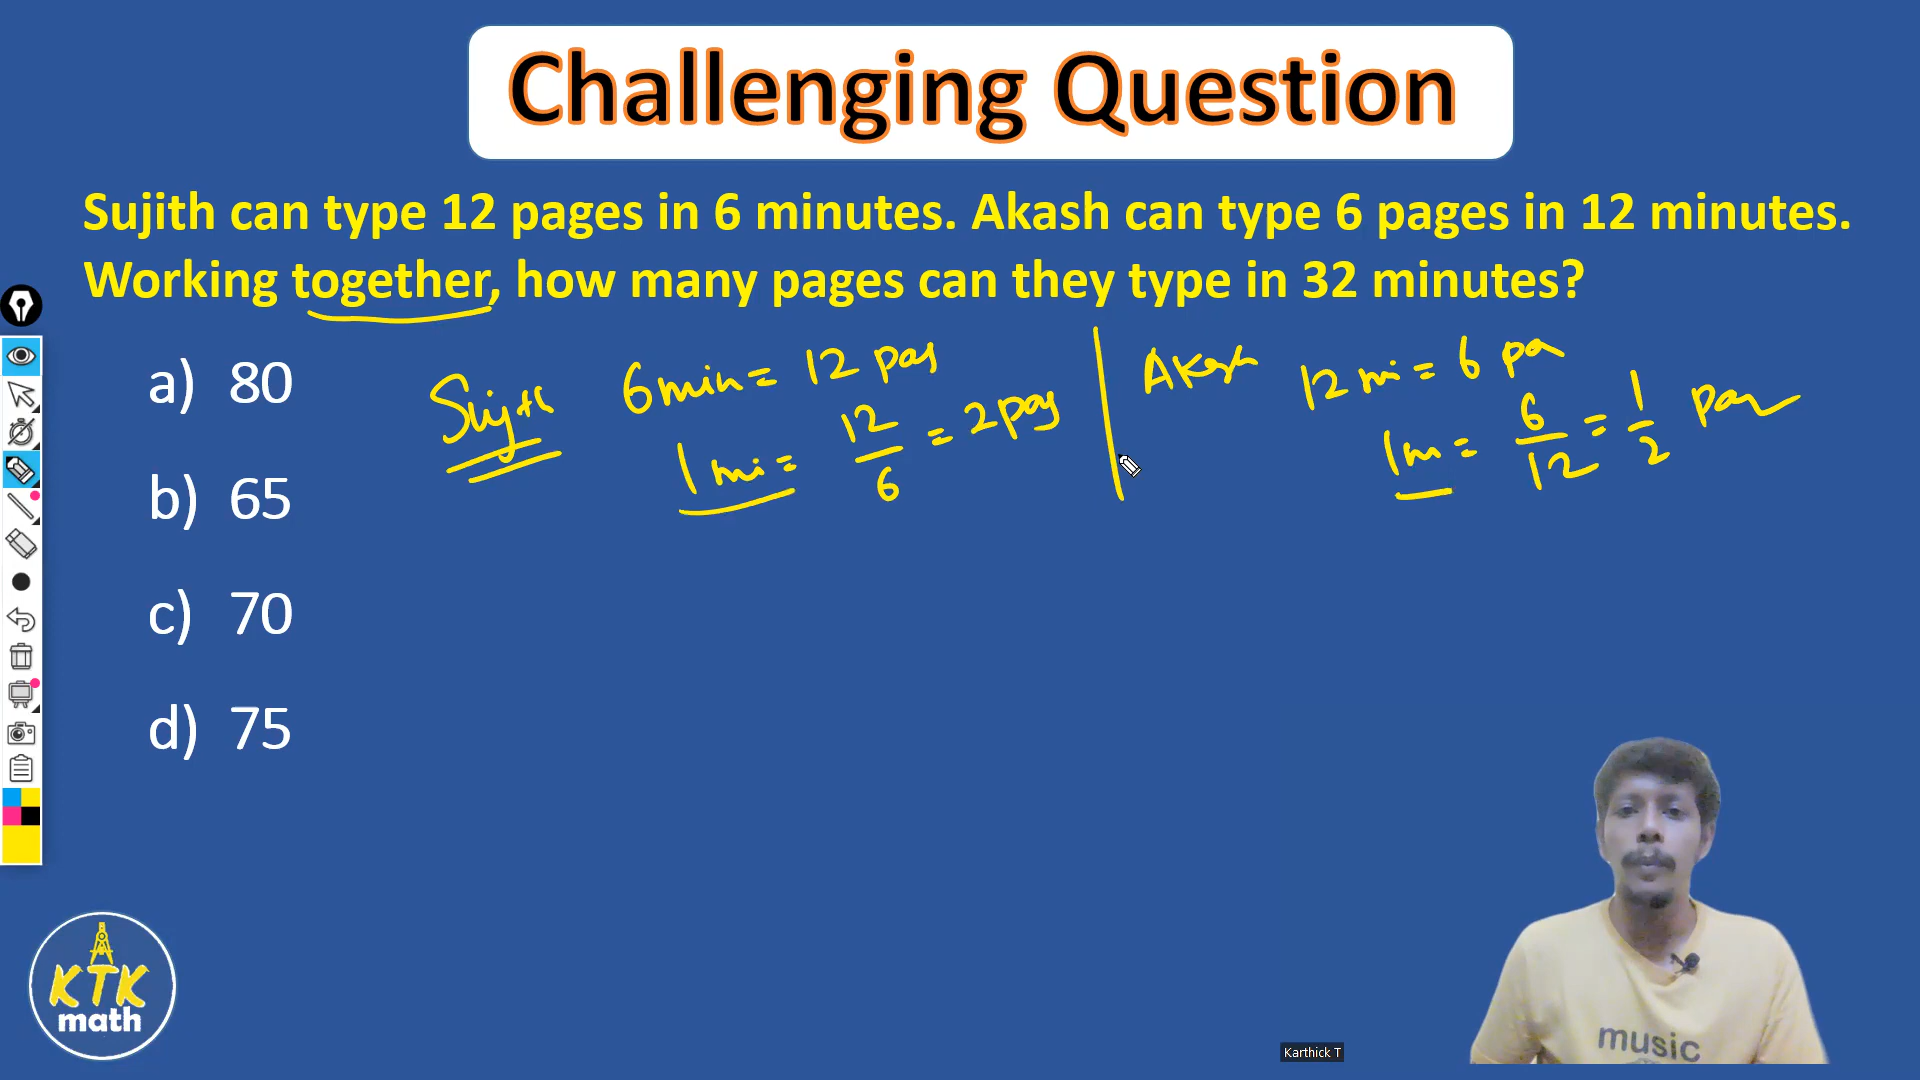 Challenging Question
Sujith can type 12 pages in 6 minutes. Akash can type 6 pages in 12 minutes.
Working together, how many pages can they type in 32 minutes?
a) 80
b) 65
c) 70
d) 75
Sujith 6 min = 12 pag
1 mi = 12/6 = 2 pag
Akash 12 mi = 6 pa
1m = 6/12 = 1/2 pa
KTK
math
music
Karthick T